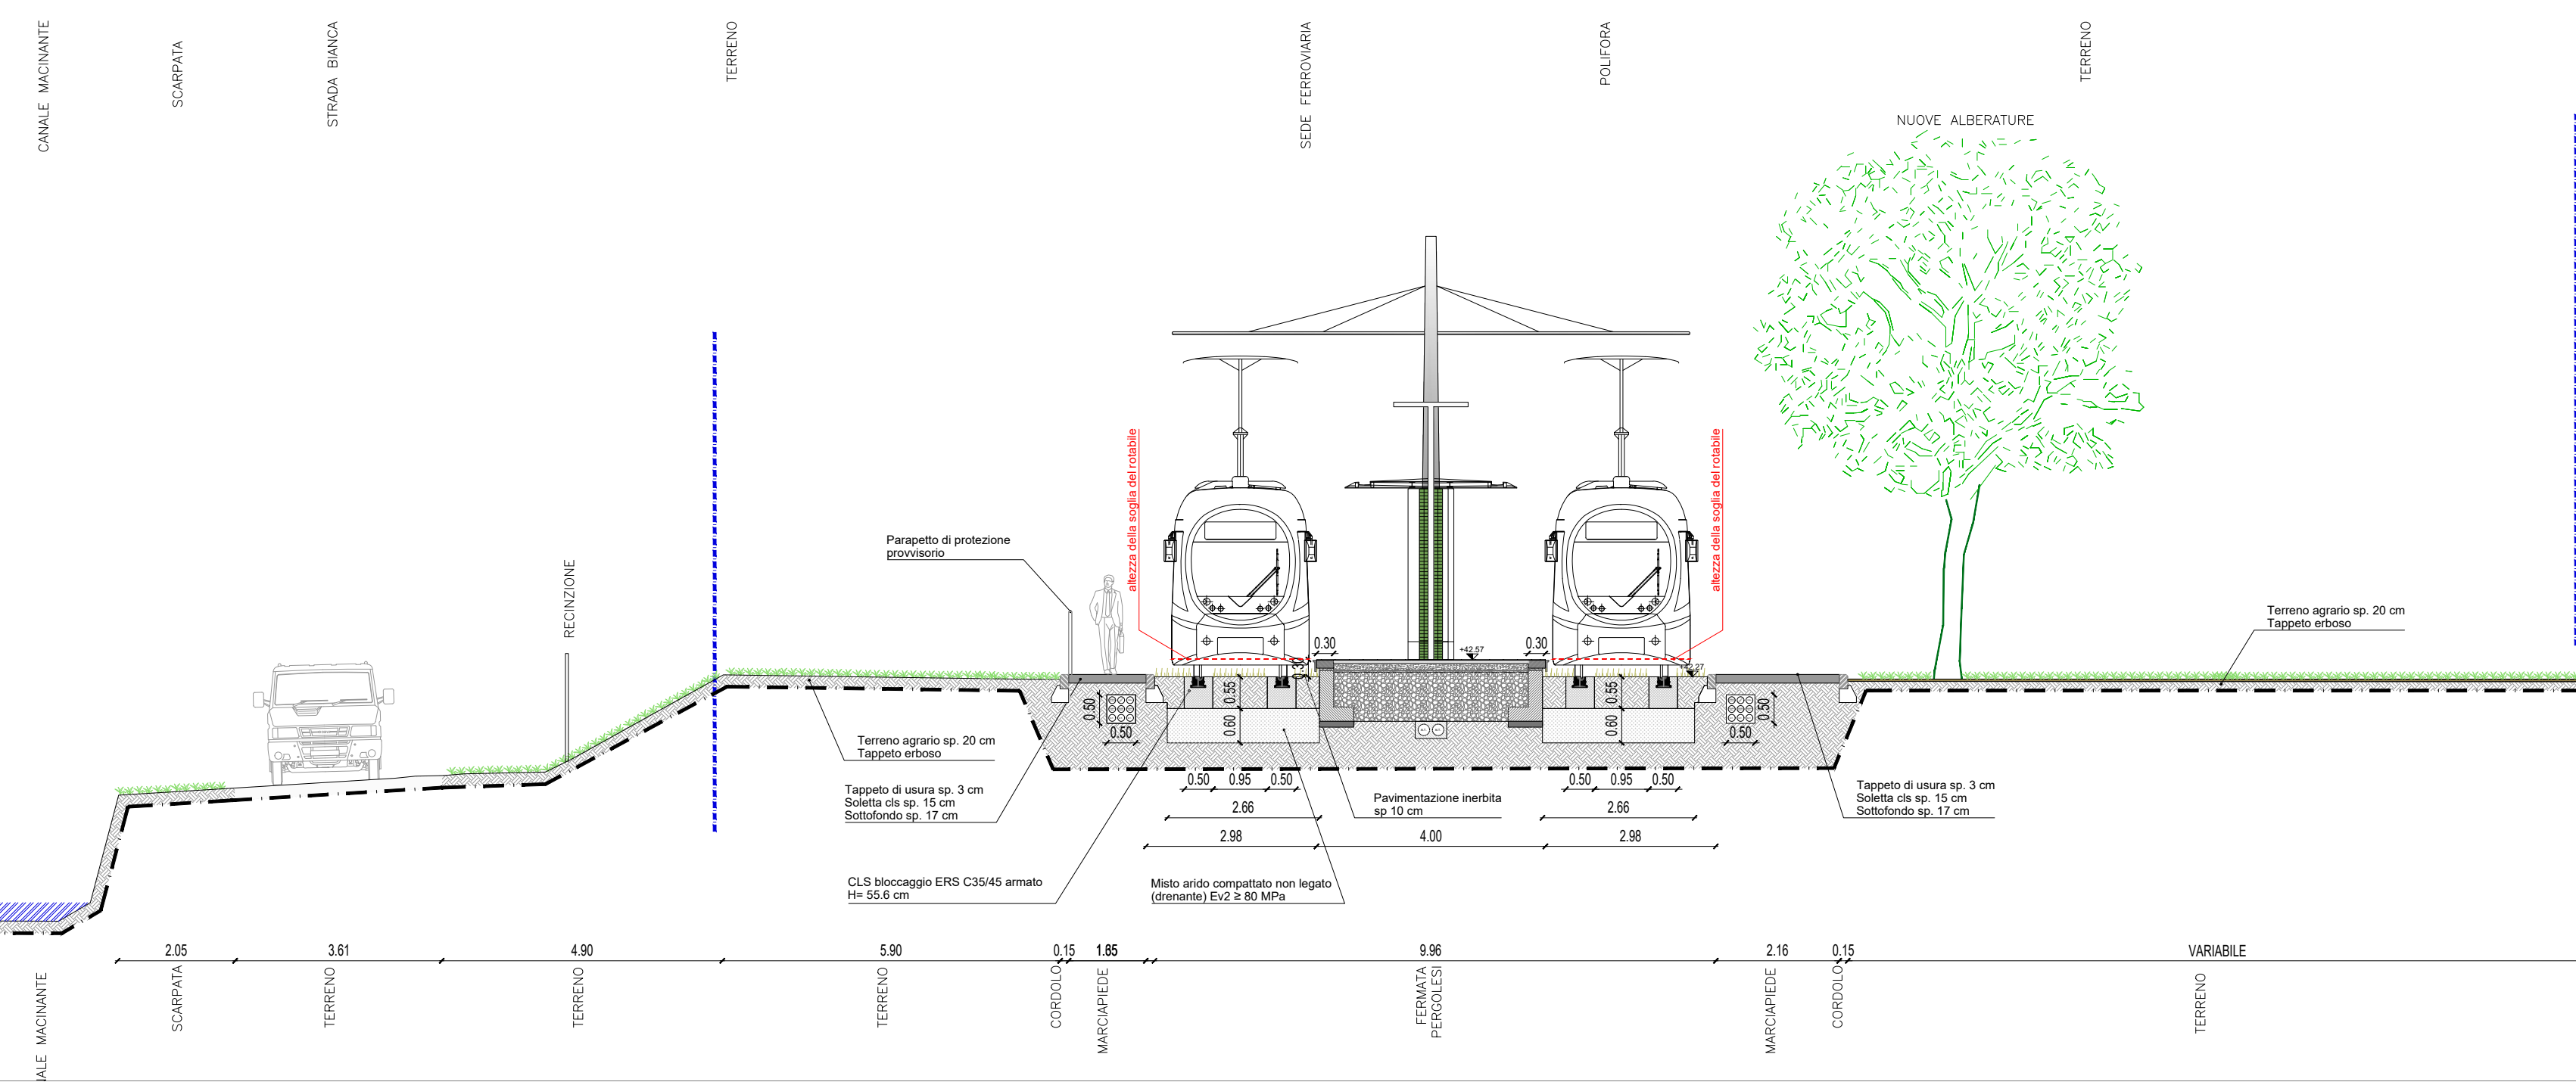 CANALE MACINANTE
SCARPATA
STRADA BIANCA
TERRENO
SEDE FERROVIARIA
POLIFORA
TERRENO
NUOVE ALBERATURE
altezza della soglia del rotabile
altezza della soglia del rotabile
Parapetto di protezione
provvisorio
RECINZIONE
Terreno agrario sp. 20 cm
Tappeto erboso
0.30
0.30
+42.57
0.30
+42.27
0.50
0.50
0.55
0.60
0.55
0.60
0.50
0.50
Terreno agrario sp. 20 cm
Tappeto erboso
Tappeto di usura sp. 3 cm
Soletta cls sp. 15 cm
Sottofondo sp. 17 cm
0.50
0.95
0.50
0.50
0.95
0.50
2.66
2.66
Pavimentazione inerbita
sp 10 cm
Tappeto di usura sp. 3 cm
Soletta cls sp. 15 cm
Sottofondo sp. 17 cm
2.98
4.00
2.98
CLS bloccaggio ERS C35/45 armato
H= 55.6 cm
Misto arido compattato non legato
(drenante) Ev2 ≥ 80 MPa
2.05
3.61
4.90
5.90
0.15
9.96
2.16
0.15
VARIABILE
NALE MACINANTE
SCARPATA
TERRENO
TERRENO
TERRENO
CORDOLO
MARCIAPIEDE
FERMATA
PERGOLESI
MARCIAPIEDE
CORDOLO
TERRENO